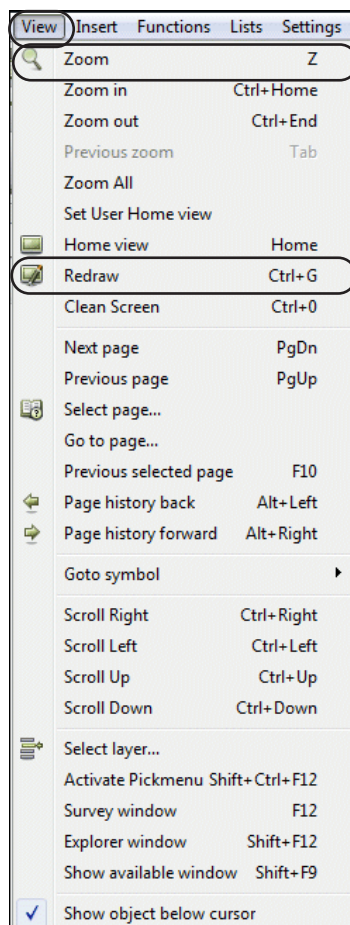 View Insert Functions Lists Settings
Zoom Z
Zoom in Ctrl+Home
Zoom out Ctrl+End
Previous zoom Tab
Zoom All
Set User Home view
Home view Home
Redraw Ctrl+G
Clean Screen Ctrl+0
Next page PgDn
Previous page PgUp
Select page...
Go to page...
Previous selected page F10
Page history back Alt+Left
Page history forward Alt+Right
Goto symbol
Scroll Right Ctrl+Right
Scroll Left Ctrl+Left
Scroll Up Ctrl+Up
Scroll Down Ctrl+Down
Select layer...
Activate Pickmenu Shift+Ctrl+F12
Survey window F12
Explorer window Shift+F12
Show available window Shift+F9
Show object below cursor